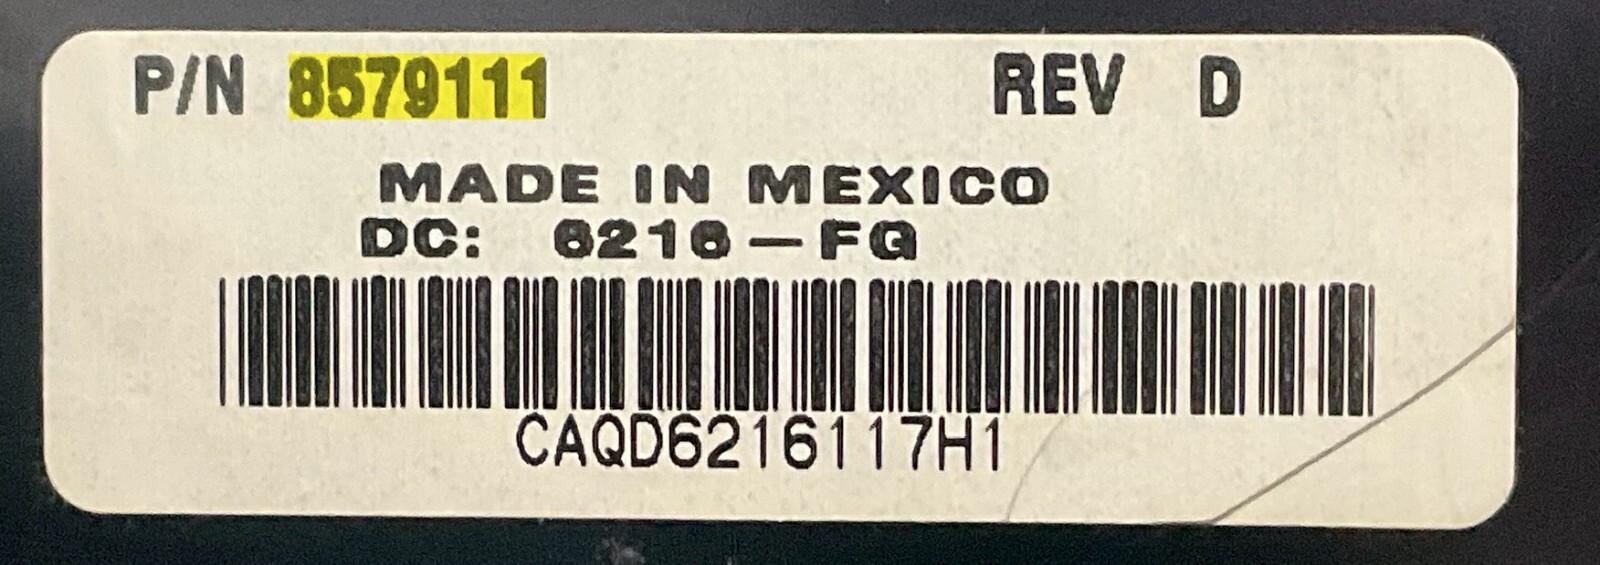 P/N 8579111 REV D
MADE IN MEXICO
DC: 6216-FG
CAQD6216117H1